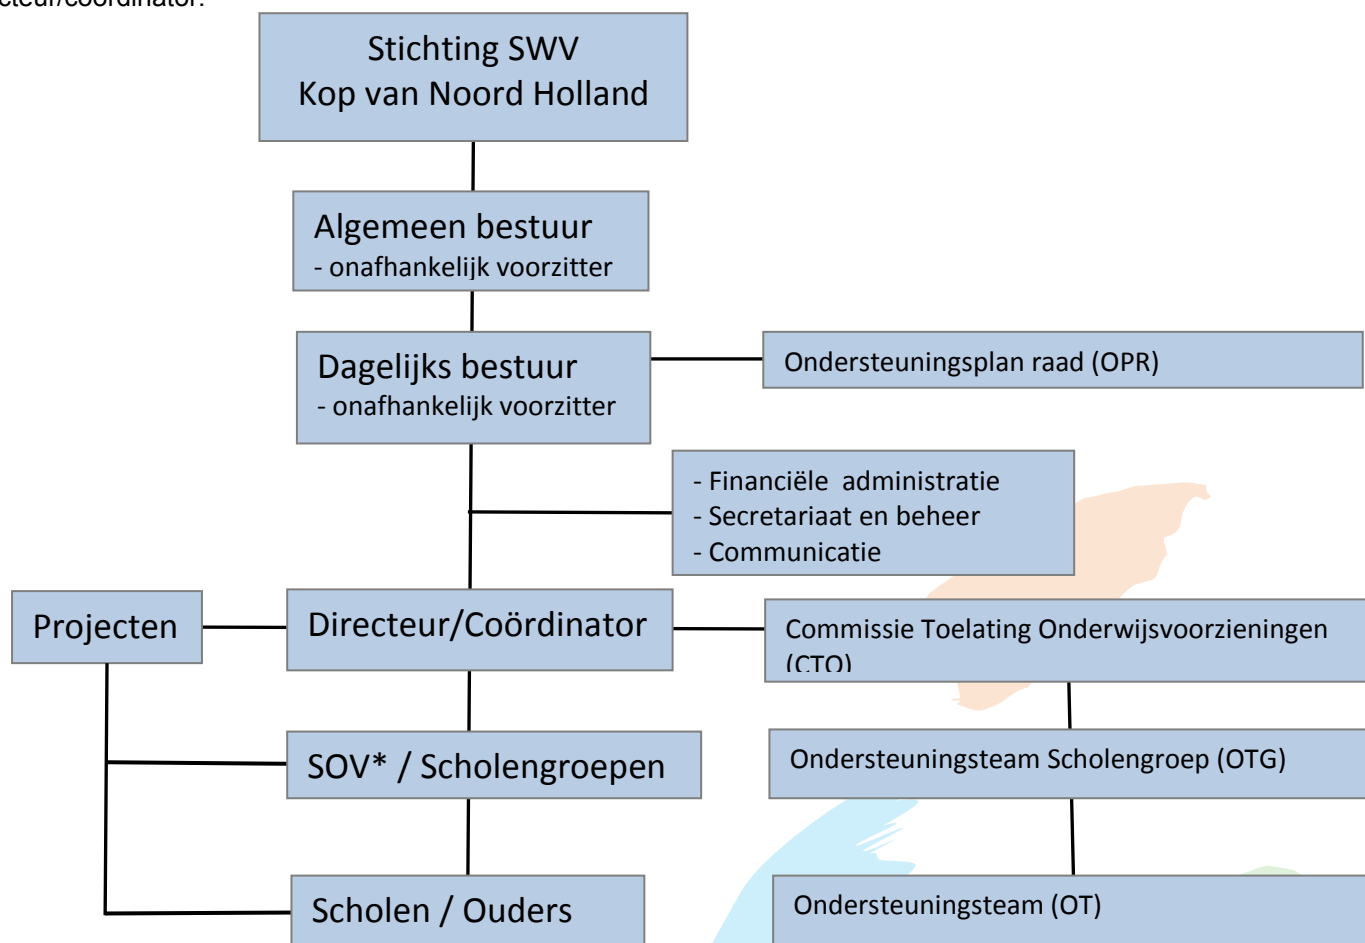 Stichting SWV
Kop van Noord Holland
Algemeen bestuur
- onafhankelijk voorzitter
Dagelijks bestuur
- onafhankelijk voorzitter
Ondersteuningsplan raad (OPR)
- Financiële administratie
- Secretariaat en beheer
- Communicatie
Projecten
Directeur/Coördinator
Commissie Toelating Onderwijsvoorzieningen
(CTO)
SOV* / Scholengroepen
Ondersteuningsteam Scholengroep (OTG)
Scholen / Ouders
Ondersteuningsteam (OT)